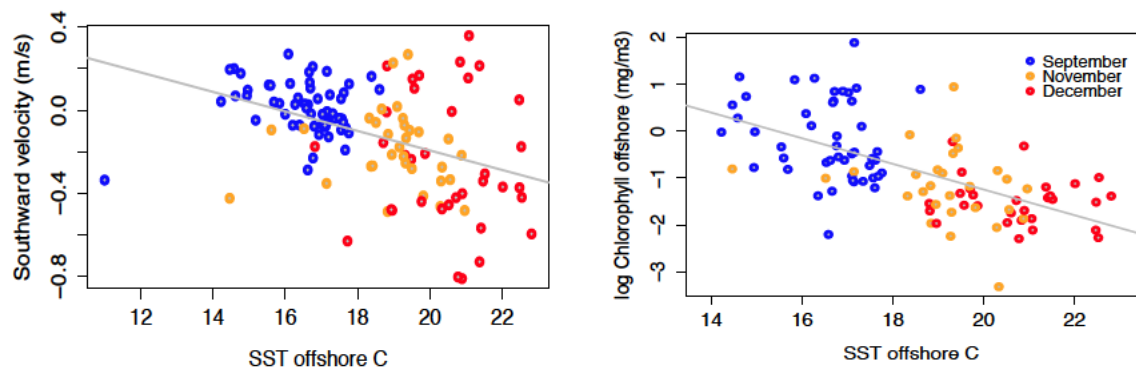 Southward velocity (m/s)
0.4
0.0
−0.4
−0.8
12 14 16 18 20 22
SST offshore C
log Chlorophyll offshore (mg/m3)
2
1
0
−1
−2
−3
September
November
December
14 16 18 20 22
SST offshore C